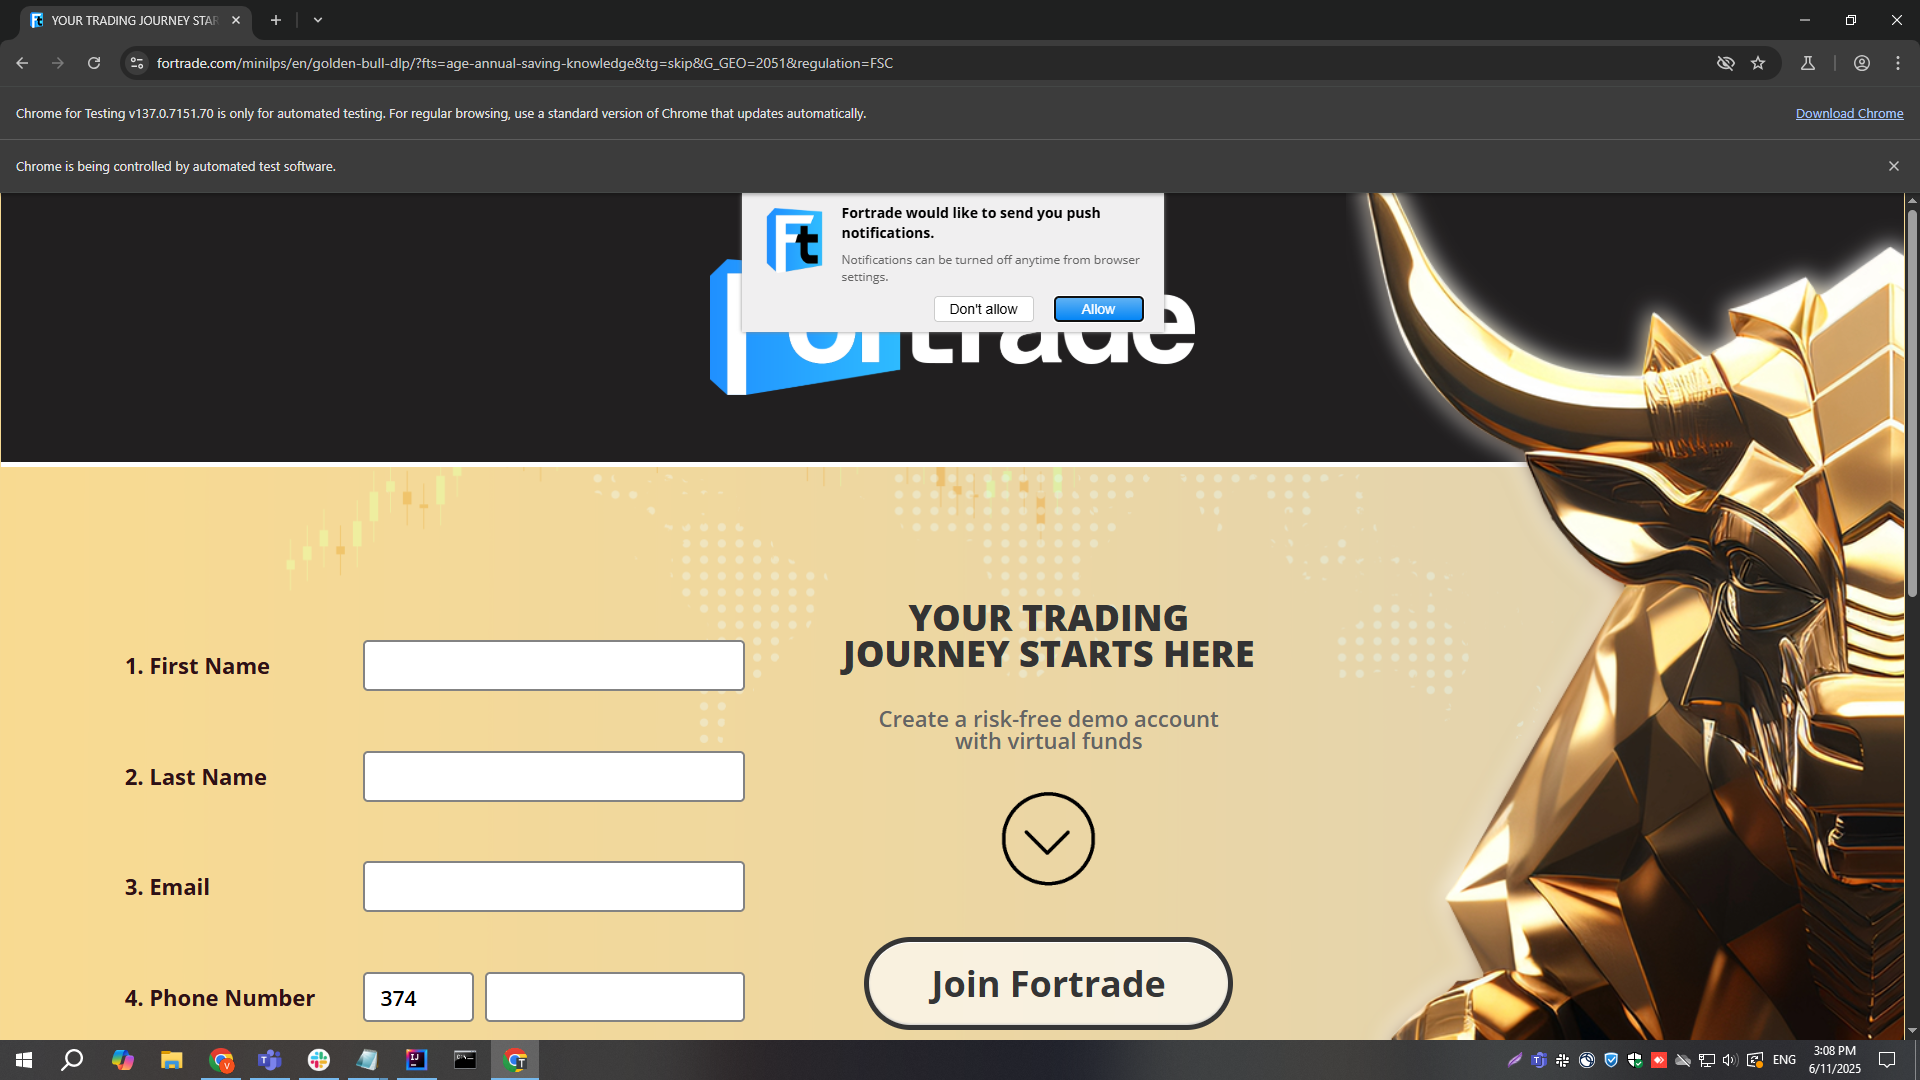 YOUR TRADING JOURNEY STAR
fortrade.com/minilps/en/golden-bull-dlp/?fts=age-annual-saving-knowledge&tg=skip&G_GEO=2051&regulation=FSC
Chrome for Testing v137.0.7151.70 is only for automated testing. For regular browsing, use a standard version of Chrome that updates automatically.
Download Chrome
Chrome is being controlled by automated test software.
Ft
Fortrade would like to send you push
notifications.
Notifications can be turned off anytime from browser
settings.
Don't allow
Allow
Fortrade
YOUR TRADING
JOURNEY STARTS HERE
Create a risk-free demo account
with virtual funds
Join Fortrade
1. First Name
2. Last Name
3. Email
4. Phone Number
374
ENG
3:08 PM
6/11/2025